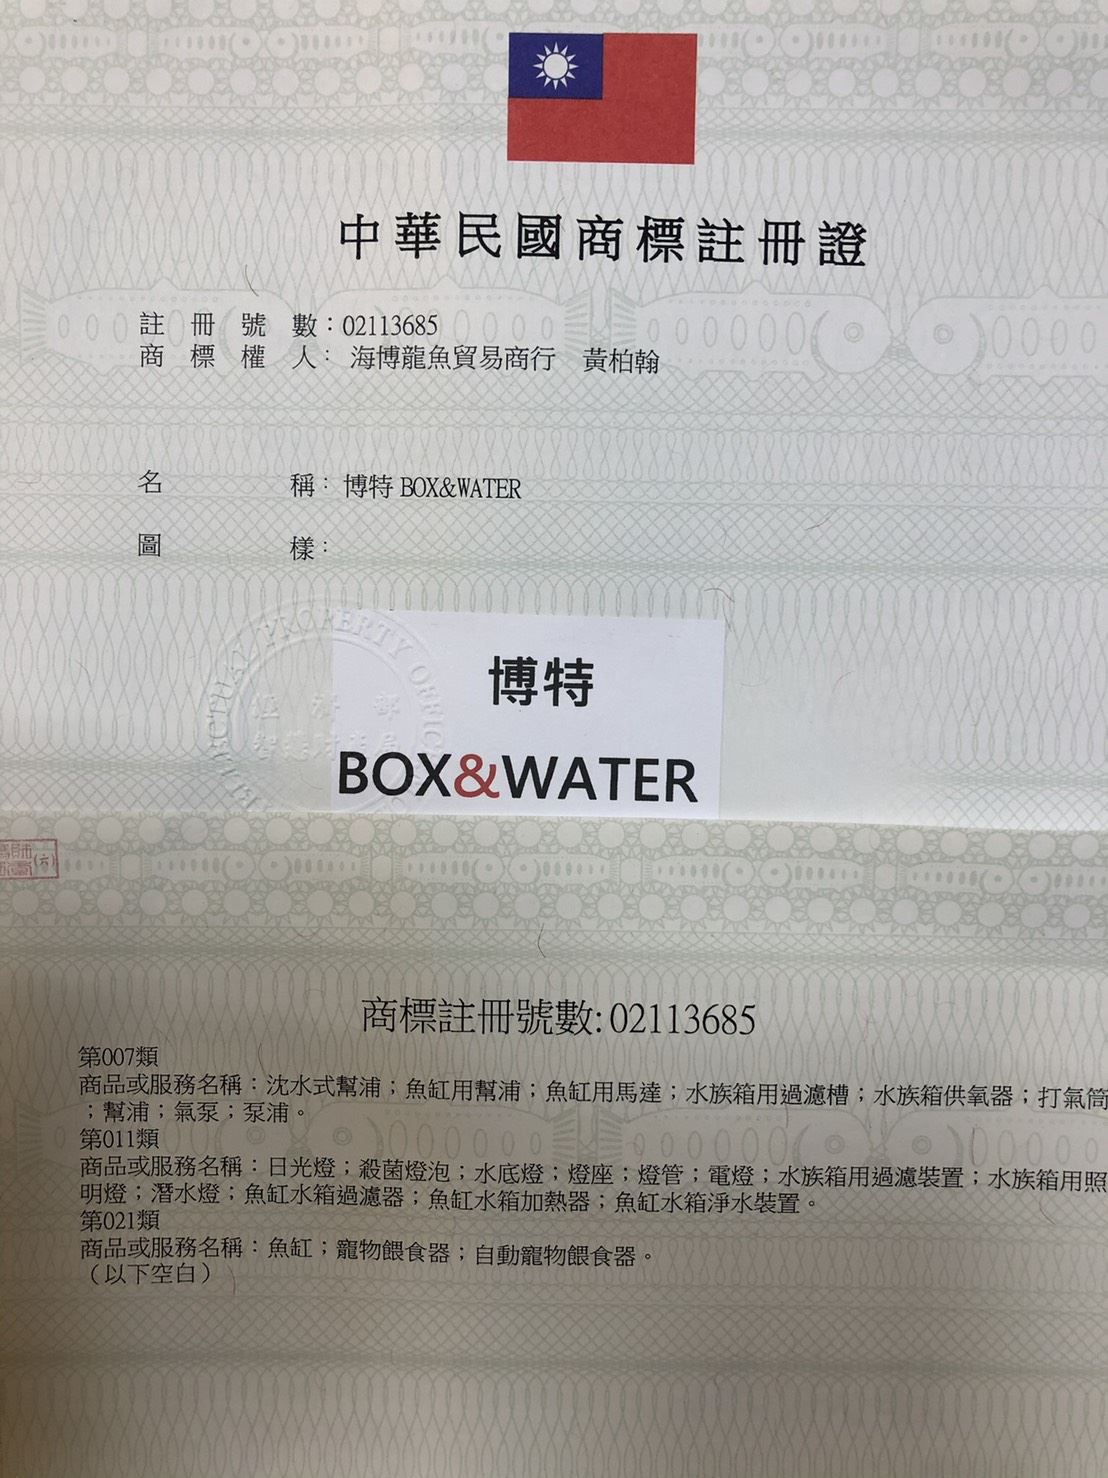 中華民國商標註冊證
註冊號數：02113685
商標權人：海博龍魚貿易商行 黃柏翰
名稱：博特 BOX&WATER
圖樣：
PROPERTY OFFICE
博特
BOX&WATER
(六)
商標註冊號數:02113685
第007類
商品或服務名稱：沈水式幫浦；魚缸用幫浦；魚缸用馬達；水族箱用過濾槽；水族箱供氧器；打氣筒
；幫浦；氣泵；泵浦。
第011類
商品或服務名稱：日光燈；殺菌燈泡；水底燈；燈座；燈管；電燈；水族箱用過濾裝置；水族箱用照
明燈；潛水燈；魚缸水箱過濾器；魚缸水箱加熱器；魚缸水箱淨水裝置。
第021類
商品或服務名稱：魚缸；寵物餵食器；自動寵物餵食器。
（以下空白）